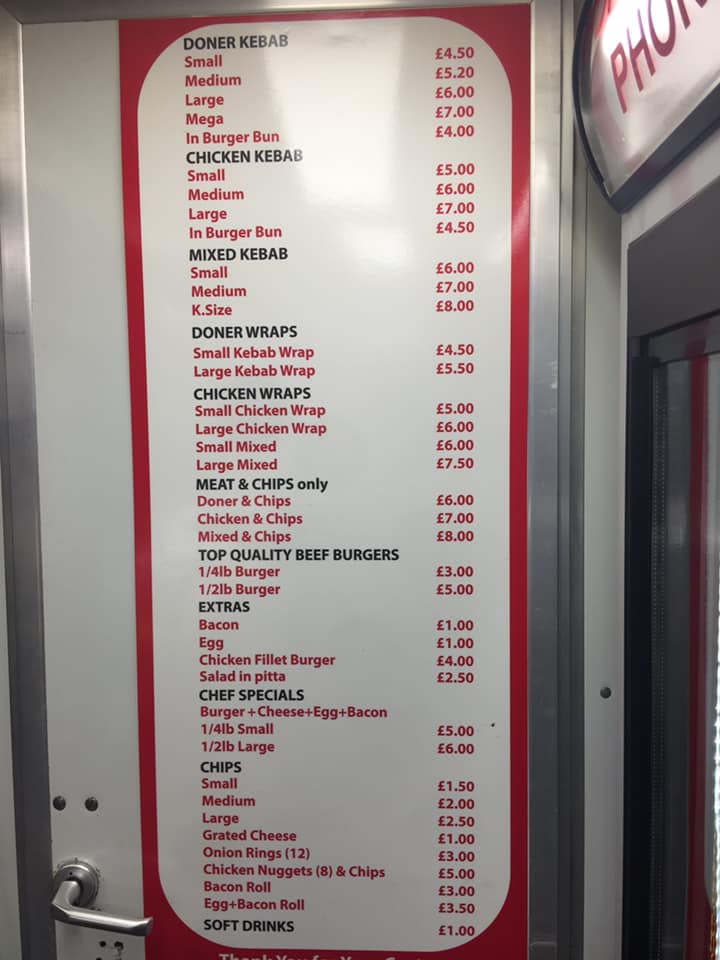 DONER KEBAB
Small £4.50
Medium £5.20
Large £6.00
Mega £7.00
In Burger Bun £4.00
CHICKEN KEBAB
Small £5.00
Medium £6.00
Large £7.00
In Burger Bun £4.50
MIXED KEBAB
Small £6.00
Medium £7.00
K.Size £8.00
DONER WRAPS
Small Kebab Wrap £4.50
Large Kebab Wrap £5.50
CHICKEN WRAPS
Small Chicken Wrap £5.00
Large Chicken Wrap £6.00
Small Mixed £6.00
Large Mixed £7.50
MEAT & CHIPS only
Doner & Chips £6.00
Chicken & Chips £7.00
Mixed & Chips £8.00
TOP QUALITY BEEF BURGERS
1/4lb Burger £3.00
1/2lb Burger £5.00
EXTRAS
Bacon £1.00
Egg £1.00
Chicken Fillet Burger £4.00
Salad in pitta £2.50
CHEF SPECIALS
Burger+Cheese+Egg+Bacon
1/4lb Small £5.00
1/2lb Large £6.00
CHIPS
Small £1.50
Medium £2.00
Large £2.50
Grated Cheese £1.00
Onion Rings (12) £3.00
Chicken Nuggets (8) & Chips £5.00
Bacon Roll £3.00
Egg+Bacon Roll £3.50
SOFT DRINKS £1.00
Thank You for Your
PHON